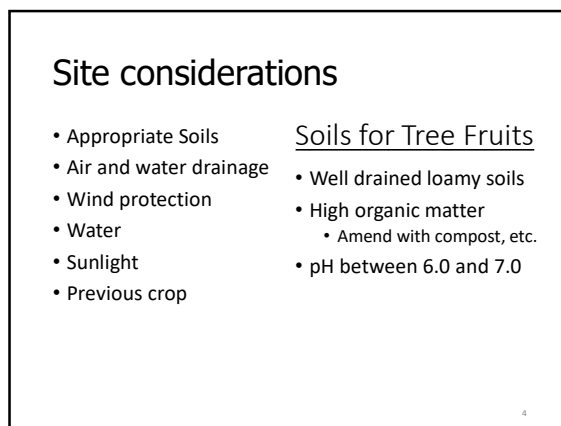 Site considerations
• Appropriate Soils
• Air and water drainage
• Wind protection
• Water
• Sunlight
• Previous crop
Soils for Tree Fruits
• Well drained loamy soils
• High organic matter
• Amend with compost, etc.
• pH between 6.0 and 7.0
4